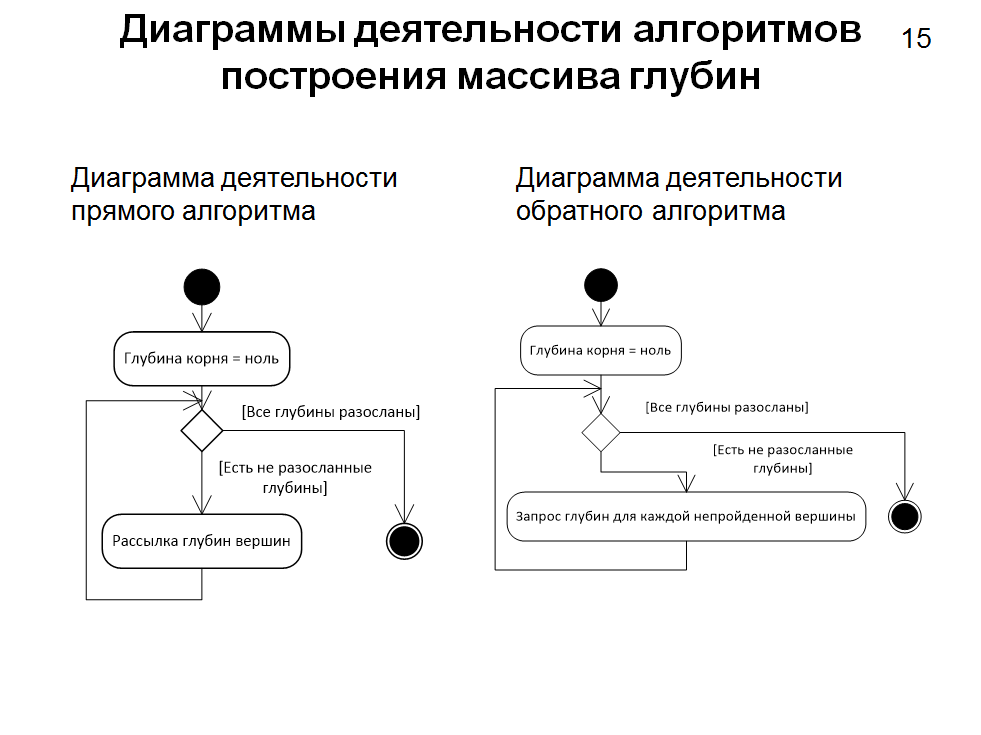 Диаграммы деятельности алгоритмов
построения массива глубин
15
Диаграмма деятельности
прямого алгоритма
Глубина корня = ноль
[Все глубины разосланы]
[Есть не разосланные
глубины]
Рассылка глубин вершин
Диаграмма деятельности
обратного алгоритма
Глубина корня = ноль
[Все глубины разосланы]
[Есть не разосланные
глубины]
Запрос глубин для каждой непройденной вершины